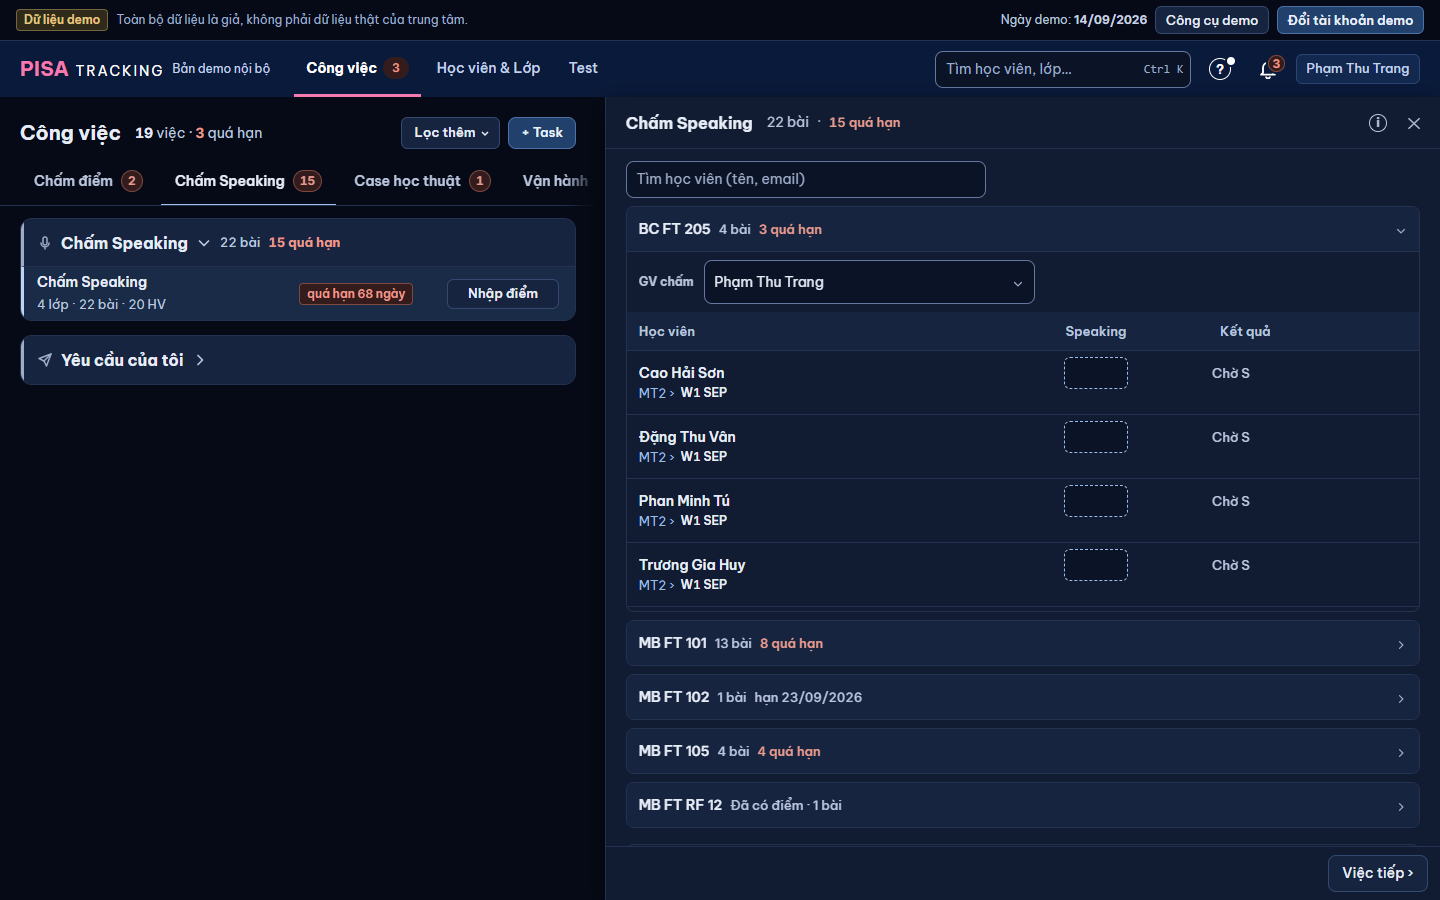 Dữ liệu demo Toàn bộ dữ liệu là giả, không phải dữ liệu thật của trung tâm. Ngày demo: 14/09/2026 Công cụ demo Đổi tài khoản demo
PISA TRACKING Bản demo nội bộ Công việc 3 Học viên & Lớp Test Tìm học viên, lớp... Ctrl K ? 3 Phạm Thu Trang
Công việc 19 việc · 3 quá hạn Lọc thêm + Task
Chấm điểm 2 Chấm Speaking 15 Case học thuật 1 Vận hành
Chấm Speaking 22 bài 15 quá hạn
Chấm Speaking
4 lớp · 22 bài · 20 HV
quá hạn 68 ngày
Nhập điểm
Yêu cầu của tôi
Chấm Speaking 22 bài · 15 quá hạn
Tìm học viên (tên, email)
BC FT 205 4 bài 3 quá hạn
GV chấm Phạm Thu Trang
Học viên Speaking Kết quả
Cao Hải Sơn Chờ S
MT2 › W1 SEP
Đặng Thu Vân Chờ S
MT2 › W1 SEP
Phan Minh Tú Chờ S
MT2 › W1 SEP
Trương Gia Huy Chờ S
MT2 › W1 SEP
MB FT 101 13 bài 8 quá hạn
MB FT 102 1 bài hạn 23/09/2026
MB FT 105 4 bài 4 quá hạn
MB FT RF 12 Đã có điểm · 1 bài
Việc tiếp ›